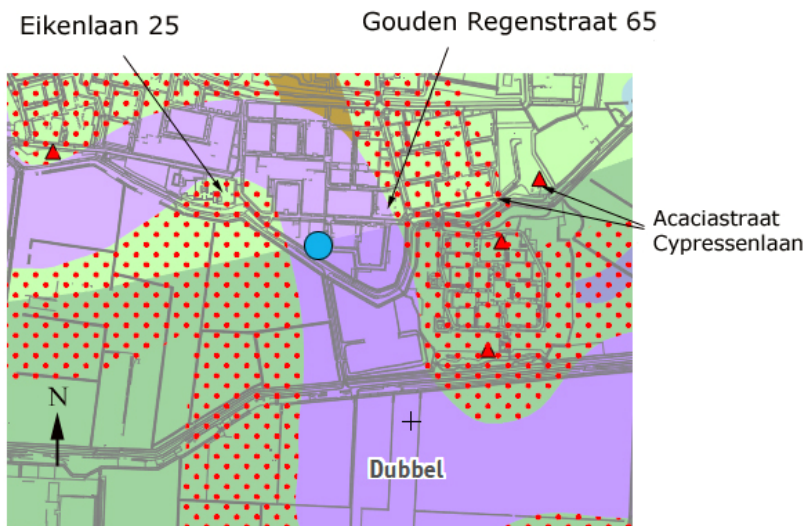 Eikenlaan 25
Gouden Regenstraat 65
Acaciastraat
Cypressenlaan
N
Dubbel